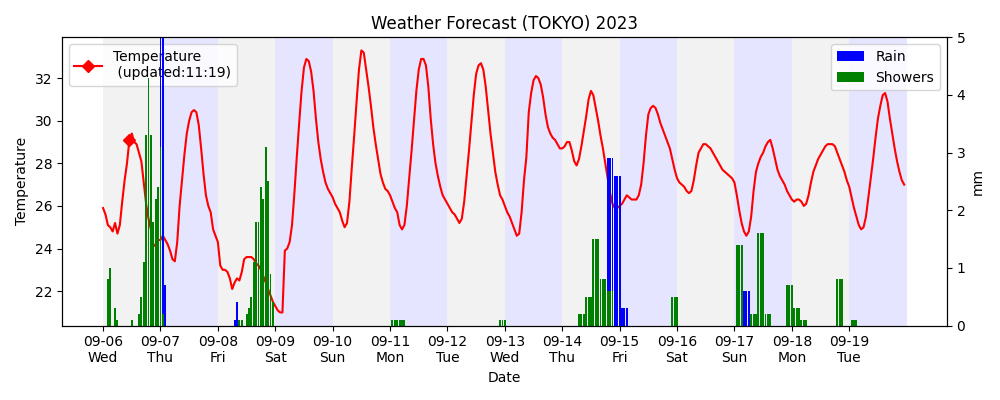 Weather Forecast (TOKYO) 2023
Temperature
(updated:11:19)
Rain
Showers
Temperature
32
30
28
26
24
22
5
4
3
2
1
0
mm
09-06 09-07 09-08 09-09 09-10 09-11 09-12 09-13 09-14 09-15 09-16 09-17 09-18 09-19
Wed Thu Fri Sat Sun Mon Tue Wed Thu Fri Sat Sun Mon Tue
Date